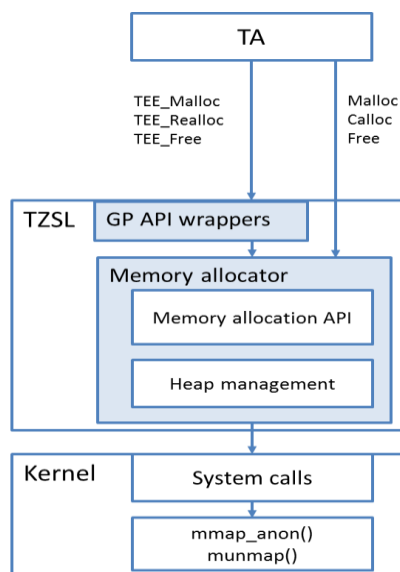 TA
TEE_Malloc
TEE_Realloc
TEE_Free
Malloc
Calloc
Free
TZSL
GP API wrappers
Memory allocator
Memory allocation API
Heap management
Kernel
System calls
mmap_anon()
munmap()